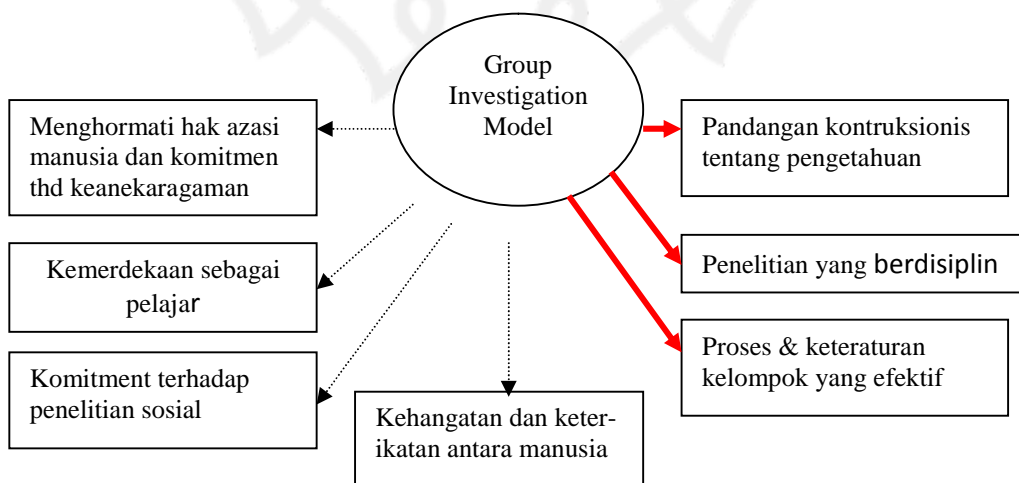 Group
Investigation
Model
Menghormati hak azasi
manusia dan komitmen
thd keanekaragaman
Kemerdekaan sebagai
pelajar
Komitment terhadap
penelitian sosial
Kehangatan dan keter-
ikatan antara manusia
Pandangan kontruksionis
tentang pengetahuan
Penelitian yang berdisiplin
Proses & keteraturan
kelompok yang efektif